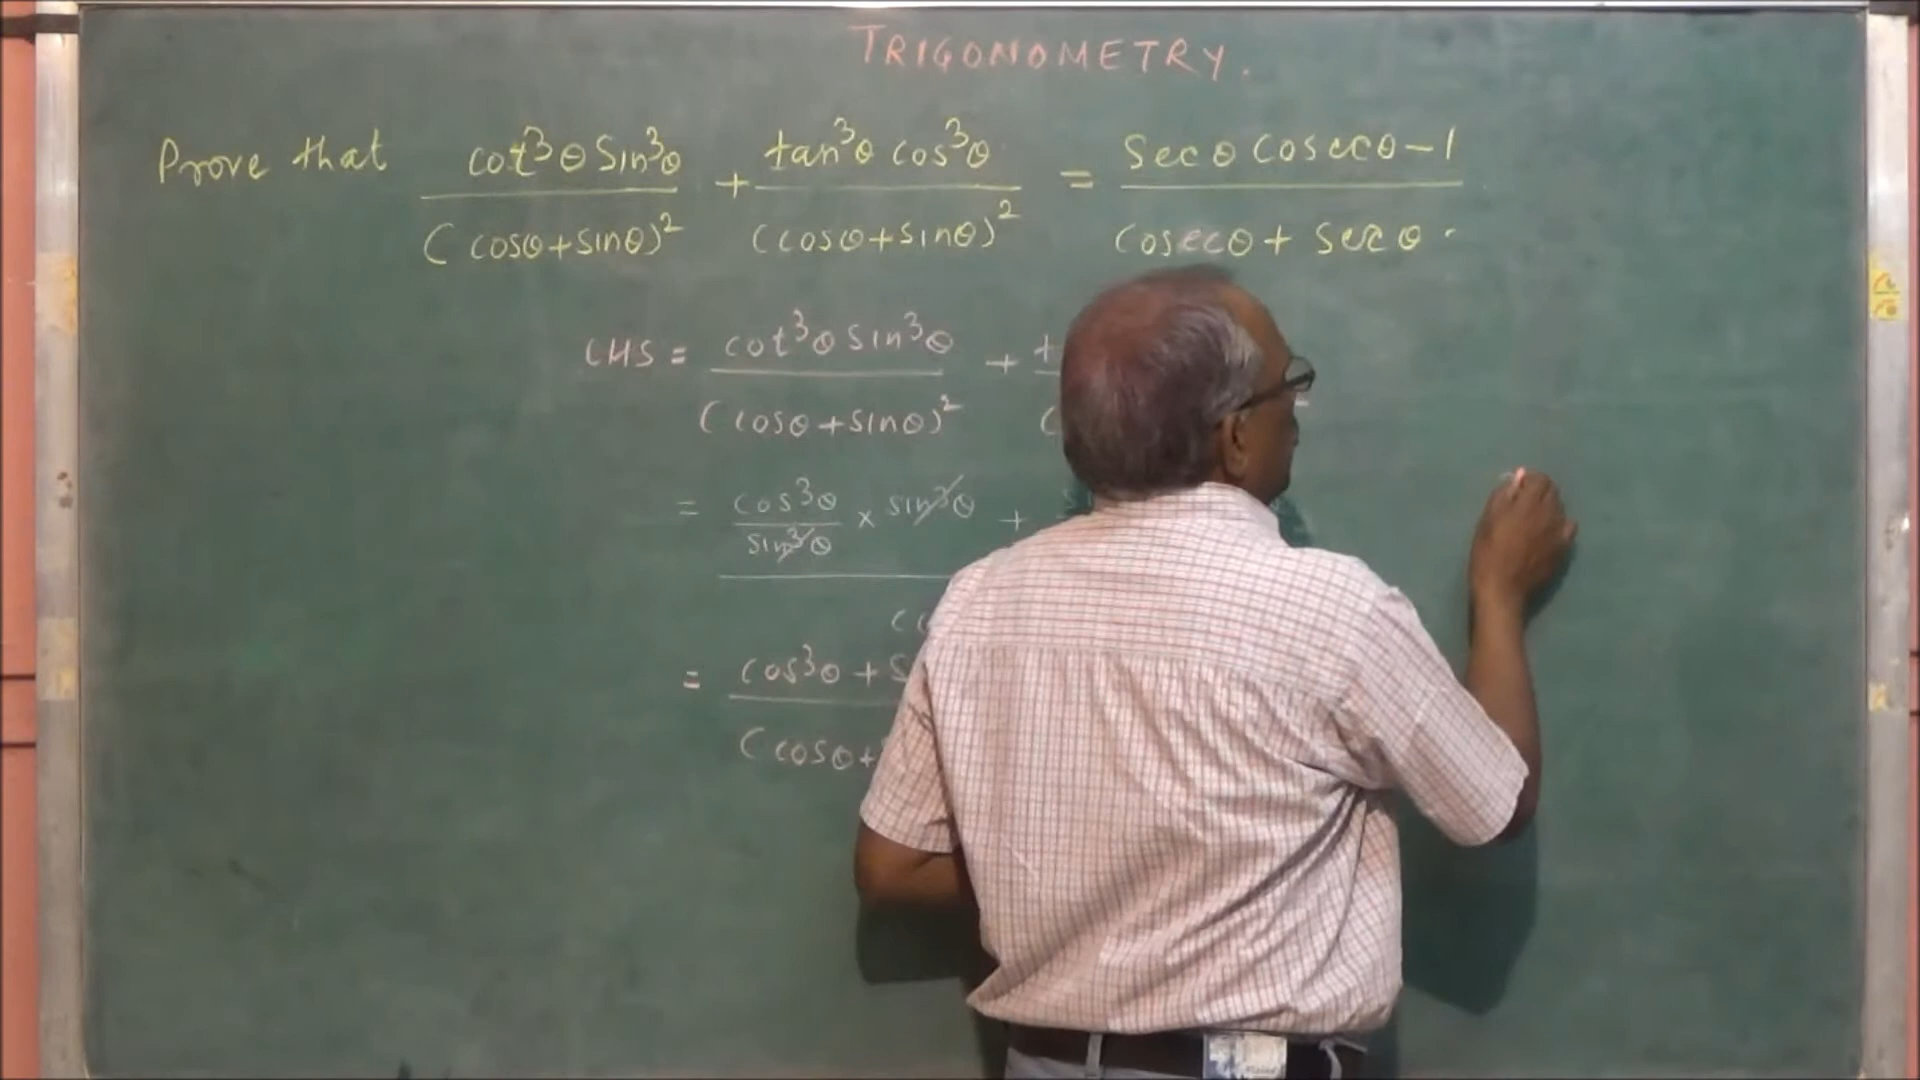 TRIGONOMETRY.
Prove that cot³θ sin³θ / (cosθ+sinθ)² + tan³θ cos³θ / (cosθ+sinθ)² = secθ cosecθ-1 / cosecθ + secθ.
LHS = cot³θ sin³θ / (cosθ+sinθ)² +
= cos³θ / sin³θ × sin³θ +
= cos³θ + / (cosθ+